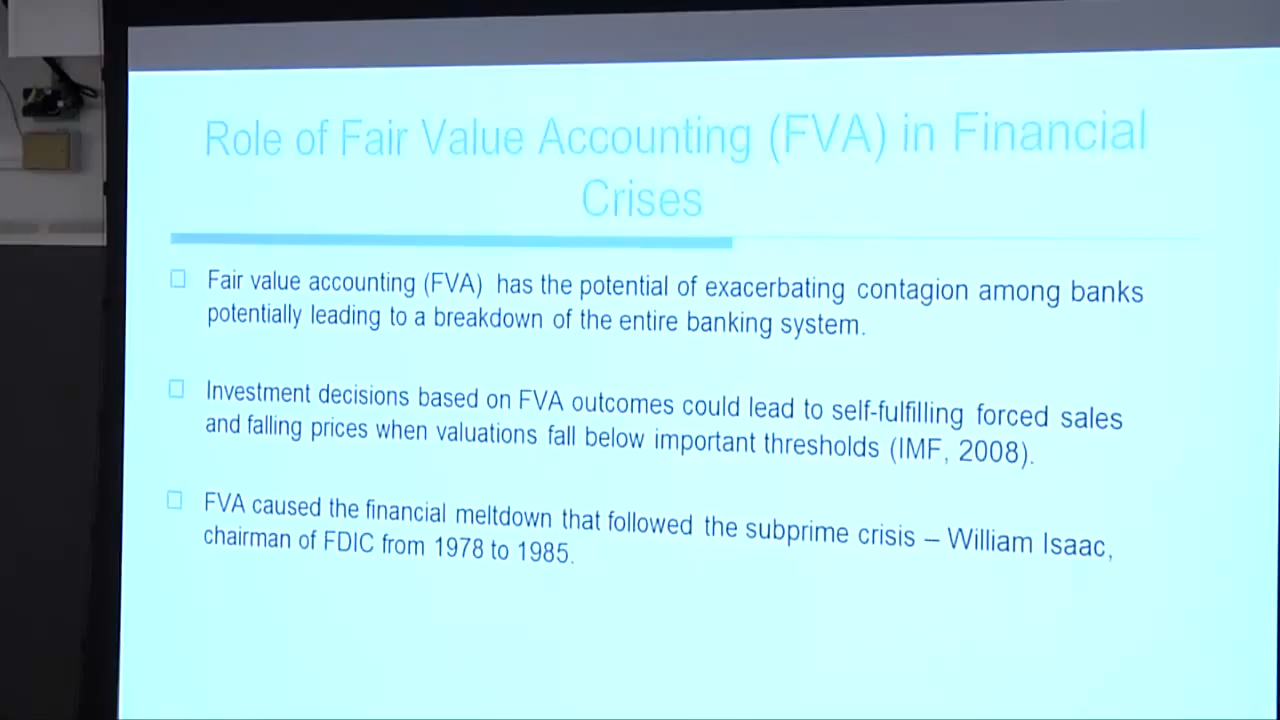 Role of Fair Value Accounting (FVA) in Financial
Crises
Fair value accounting (FVA) has the potential of exacerbating contagion among banks
potentially leading to a breakdown of the entire banking system.
Investment decisions based on FVA outcomes could lead to self-fulfilling forced sales
and falling prices when valuations fall below important thresholds (IMF, 2008).
FVA caused the financial meltdown that followed the subprime crisis – William Isaac,
chairman of FDIC from 1978 to 1985.